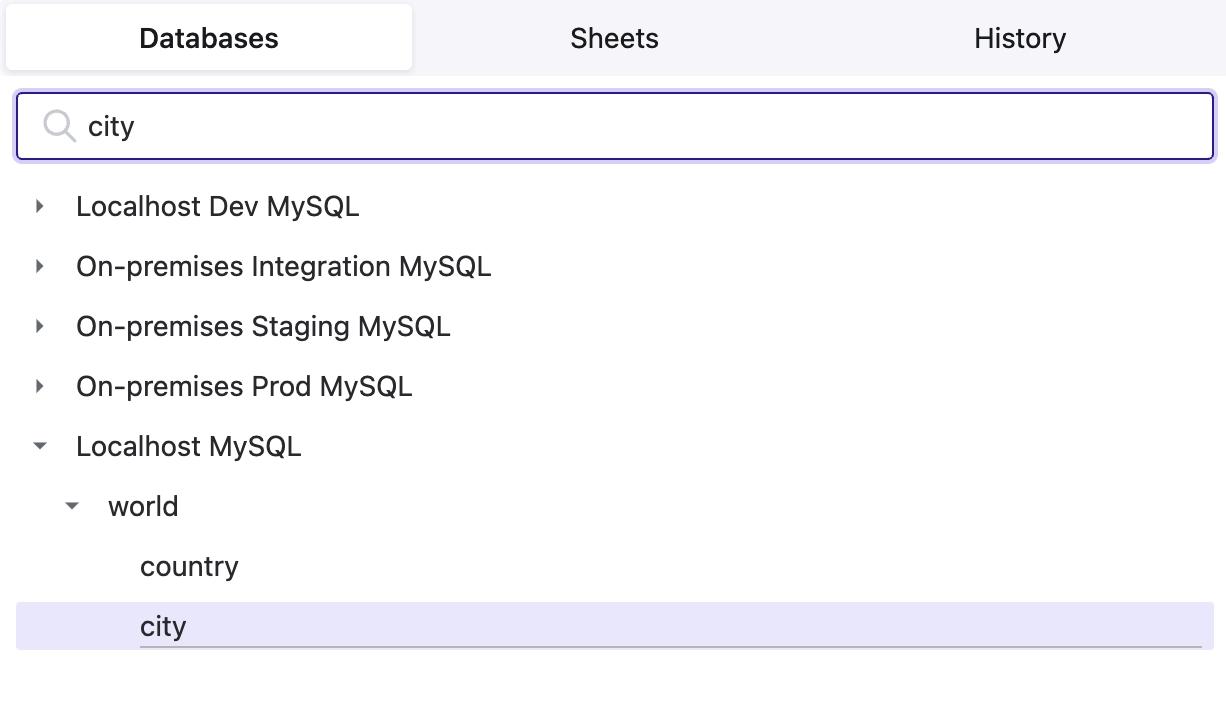 Databases Sheets History
city
Localhost Dev MySQL
On-premises Integration MySQL
On-premises Staging MySQL
On-premises Prod MySQL
Localhost MySQL
world
country
city